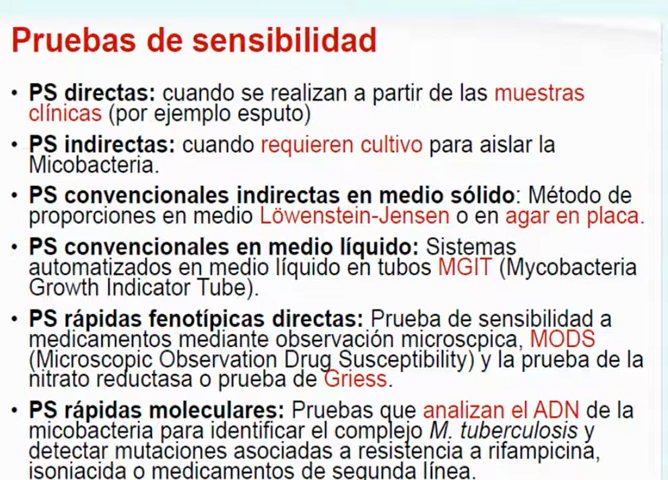 Pruebas de sensibilidad
• PS directas: cuando se realizan a partir de las muestras
clínicas (por ejemplo esputo)
• PS indirectas: cuando requieren cultivo para aislar la
Micobacteria.
• PS convencionales indirectas en medio sólido: Método de
proporciones en medio Löwenstein-Jensen o en agar en placa.
• PS convencionales en medio líquido: Sistemas
automatizados en medio líquido en tubos MGIT (Mycobacteria
Growth Indicator Tube).
• PS rápidas fenotípicas directas: Prueba de sensibilidad a
medicamentos mediante observación microscpica, MODS
(Microscopic Observation Drug Susceptibility) y la prueba de la
nitrato reductasa o prueba de Griess.
• PS rápidas moleculares: Pruebas que analizan el ADN de la
micobacteria para identificar el complejo M. tuberculosis y
detectar mutaciones asociadas a resistencia a rifampicina,
isoniacida o medicamentos de segunda línea.